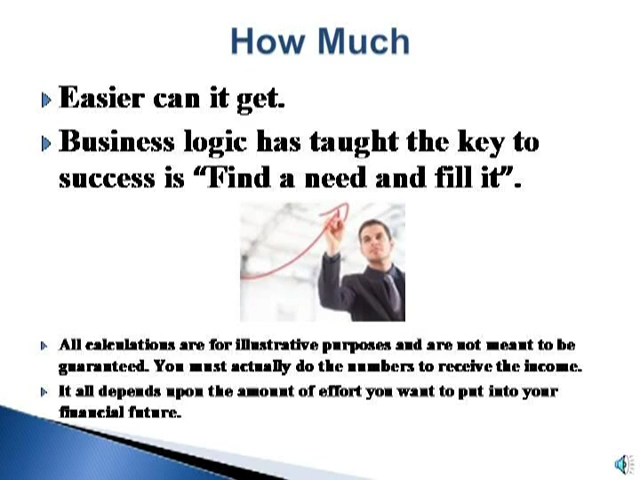 How Much
Easier can it get.
Business logic has taught the key to
success is “Find a need and fill it”.
All calculations are for illustrative purposes and are not meant to be
guaranteed. You must actually do the numbers to receive the income.
It all depends upon the amount of effort you want to put into your
financial future.